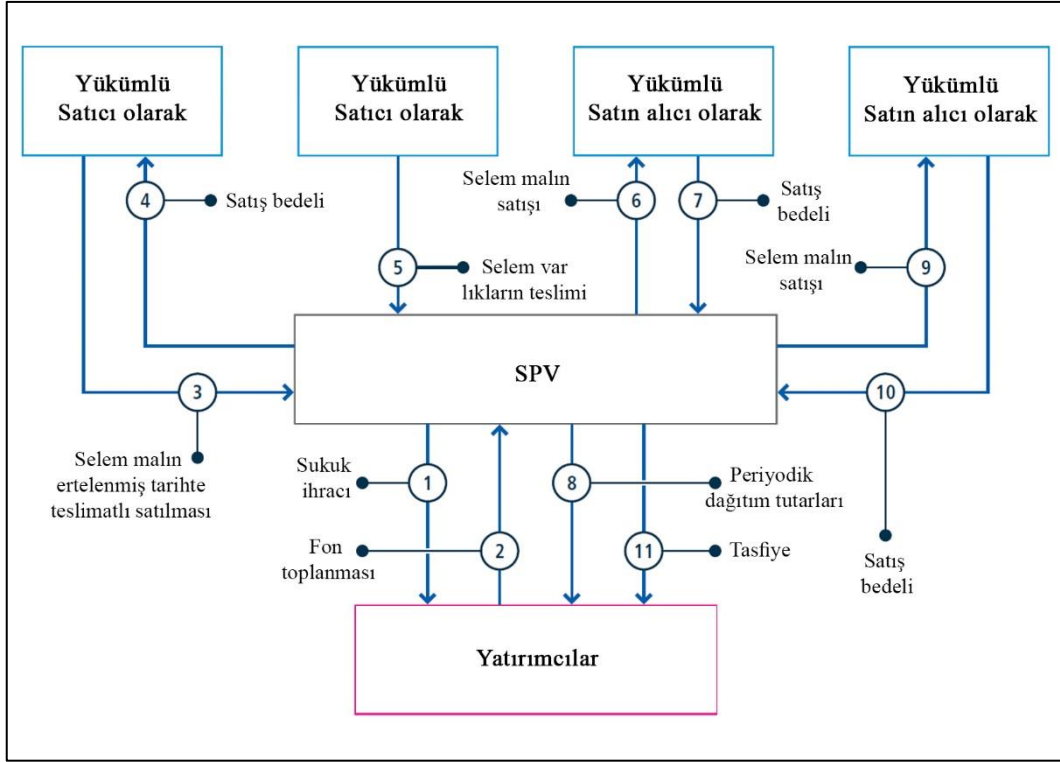 Yükümlü
Satıcı olarak
Yükümlü
Satıcı olarak
Yükümlü
Satın alıcı olarak
Yükümlü
Satın alıcı olarak
4
Satış bedeli
5
Selem var
lıkların teslimi
Selem malın
satışı
6
7
Satış
bedeli
Selem malın
satışı
9
SPV
3
Selem malın
ertelenmiş tarihte
teslimatlı satılması
10
Satış
bedeli
Sukuk
ihracı
1
Fon
toplanması
2
8
Periyodik
dağıtım tutarları
11
Tasfiye
Yatırımcılar